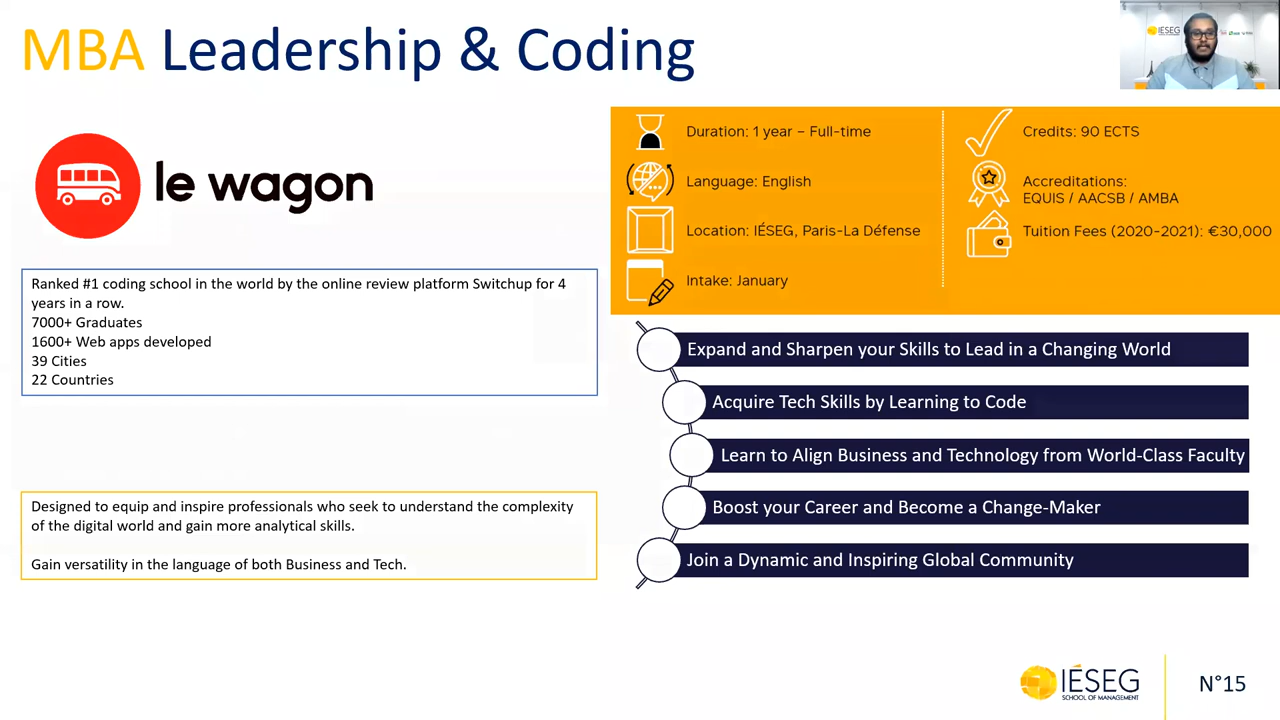 MBA Leadership & Coding
IÉSEG
le wagon
Ranked #1 coding school in the world by the online review platform Switchup for 4
years in a row.
7000+ Graduates
1600+ Web apps developed
39 Cities
22 Countries
Designed to equip and inspire professionals who seek to understand the complexity
of the digital world and gain more analytical skills.
Gain versatility in the language of both Business and Tech.
Duration: 1 year – Full-time
Language: English
Location: IÉSEG, Paris-La Défense
Intake: January
Credits: 90 ECTS
Accreditations:
EQUIS / AACSB / AMBA
Tuition Fees (2020-2021): €30,000
Expand and Sharpen your Skills to Lead in a Changing World
Acquire Tech Skills by Learning to Code
Learn to Align Business and Technology from World-Class Faculty
Boost your Career and Become a Change-Maker
Join a Dynamic and Inspiring Global Community
IÉSEG
SCHOOL OF MANAGEMENT
N°15